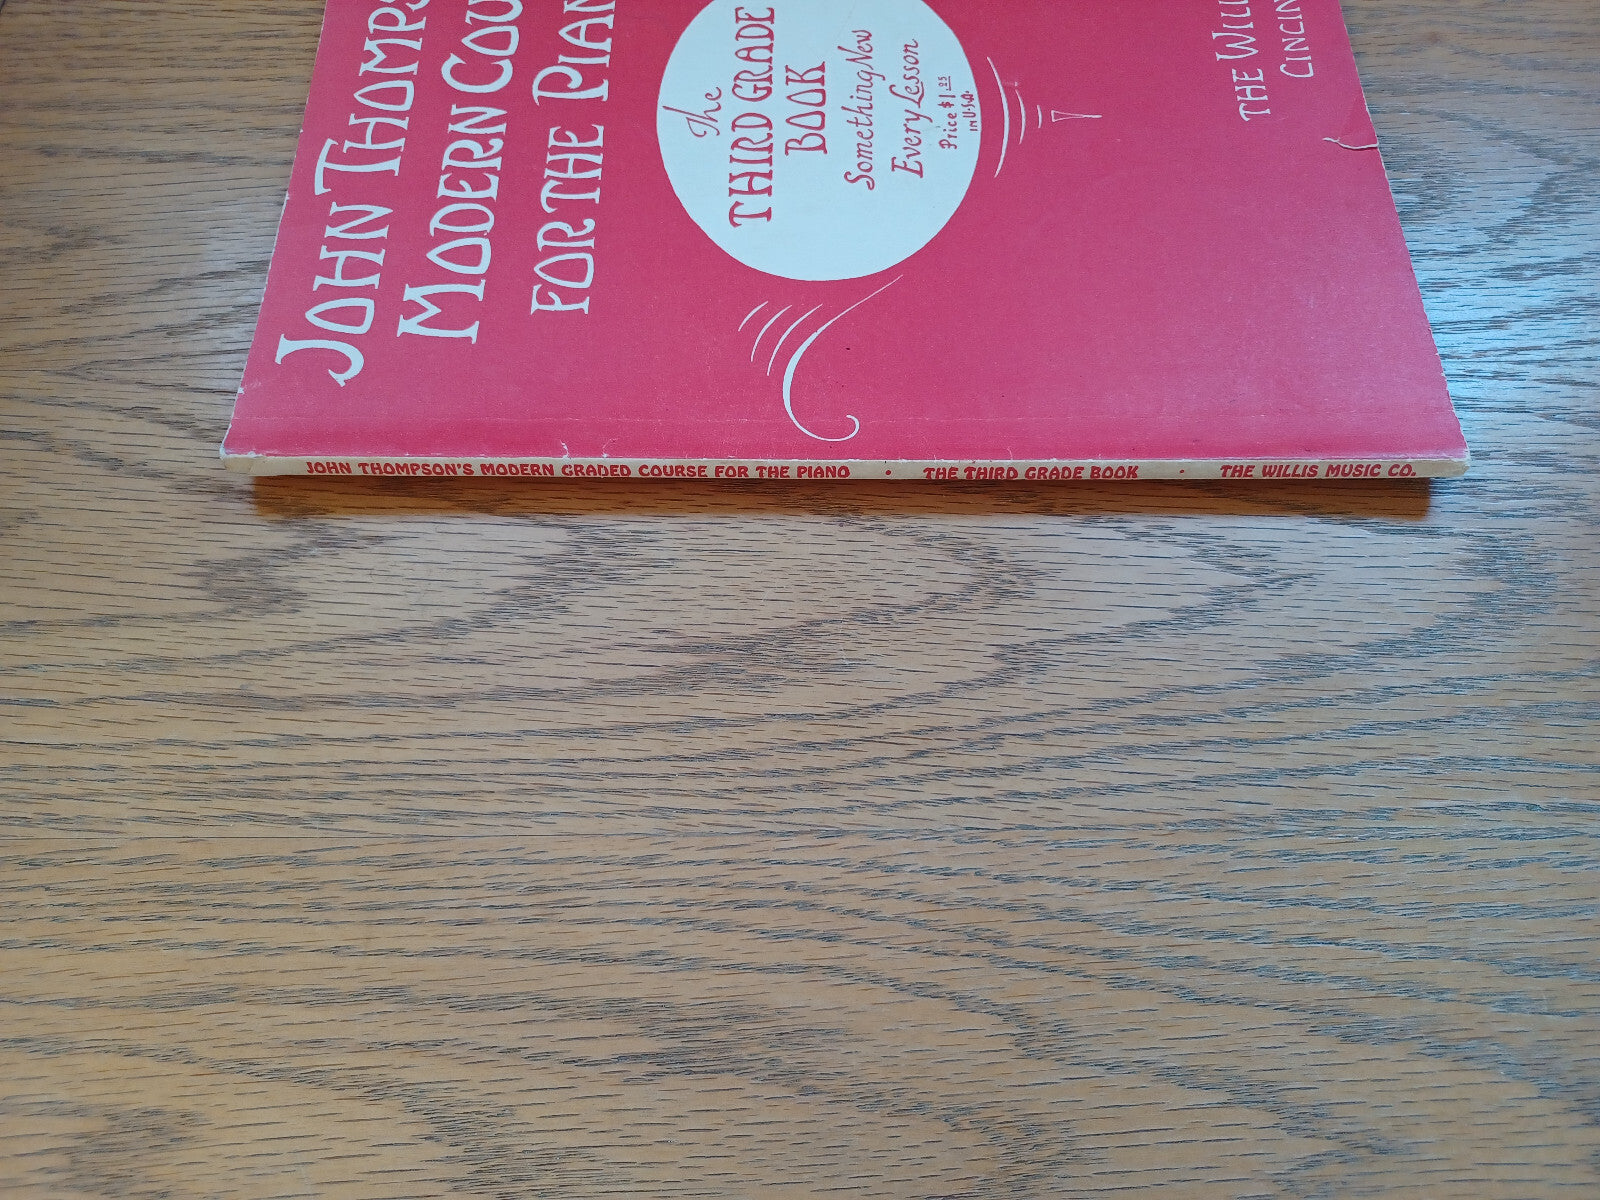 JOHN THOMPS
MODERN COU
FOR THE PIAN
The
THIRD GRADE
BOOK
Something New
Every Lesson
Price $1.25
IN U.S.A.
THE WILLI
CINCIN
JOHN THOMPSON'S MODERN GRADED COURSE FOR THE PIANO • THE THIRD GRADE BOOK • THE WILLIS MUSIC CO.